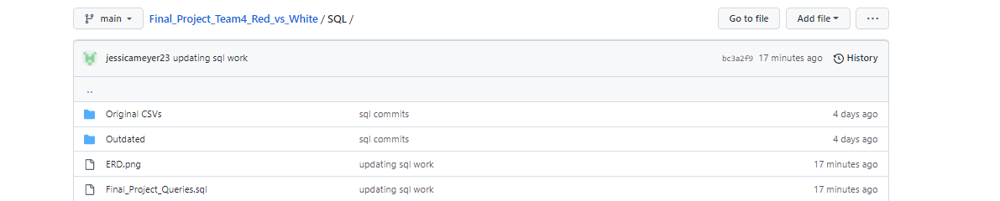 main Final_Project_Team4_Red_vs_White / SQL / Go to file Add file ...
jessicameyer23 updating sql work bc3a2f9 17 minutes ago History
..
Original CSVs sql commits 4 days ago
Outdated sql commits 4 days ago
ERD.png updating sql work 17 minutes ago
Final_Project_Queries.sql updating sql work 17 minutes ago